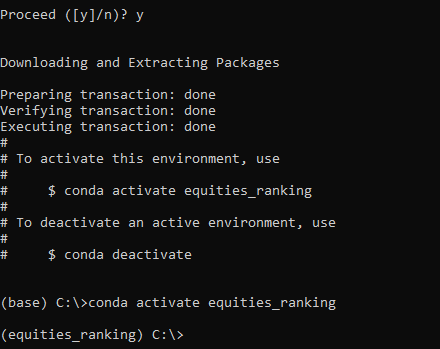 Proceed ([y]/n)? y
Downloading and Extracting Packages
Preparing transaction: done
Verifying transaction: done
Executing transaction: done
#
# To activate this environment, use
#
#     $ conda activate equities_ranking
#
# To deactivate an active environment, use
#
#     $ conda deactivate
(base) C:\>conda activate equities_ranking
(equities_ranking) C:\>